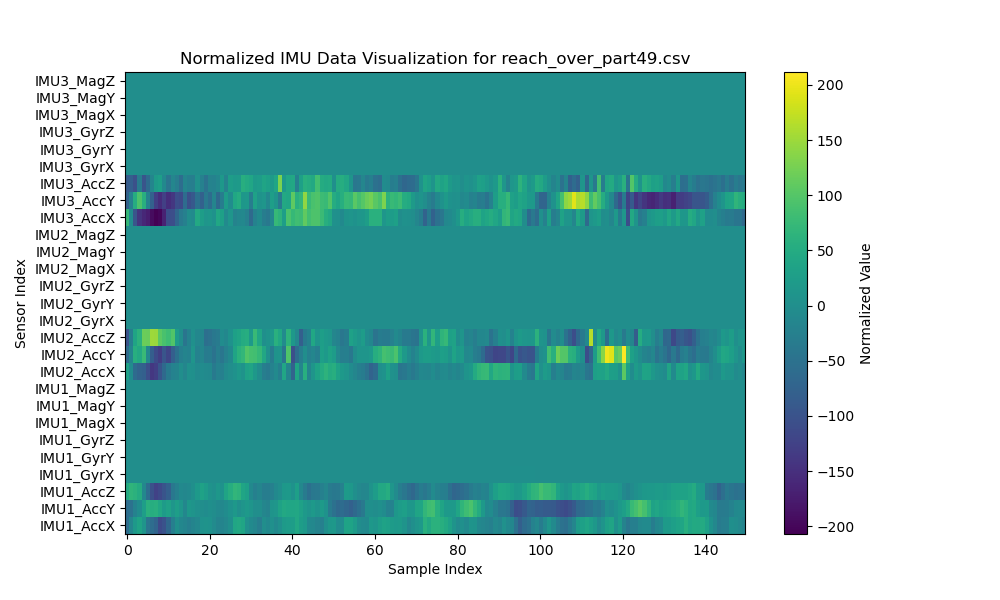 Normalized IMU Data Visualization for reach_over_part49.csv
IMU3_MagZ
IMU3_MagY
IMU3_MagX
IMU3_GyrZ
IMU3_GyrY
IMU3_GyrX
IMU3_AccZ
IMU3_AccY
IMU3_AccX
IMU2_MagZ
IMU2_MagY
IMU2_MagX
IMU2_GyrZ
IMU2_GyrY
IMU2_GyrX
IMU2_AccZ
IMU2_AccY
IMU2_AccX
IMU1_MagZ
IMU1_MagY
IMU1_MagX
IMU1_GyrZ
IMU1_GyrY
IMU1_GyrX
IMU1_AccZ
IMU1_AccY
IMU1_AccX
Sensor Index
0 20 40 60 80 100 120 140
Sample Index
200
150
100
50
0
−50
−100
−150
−200
Normalized Value